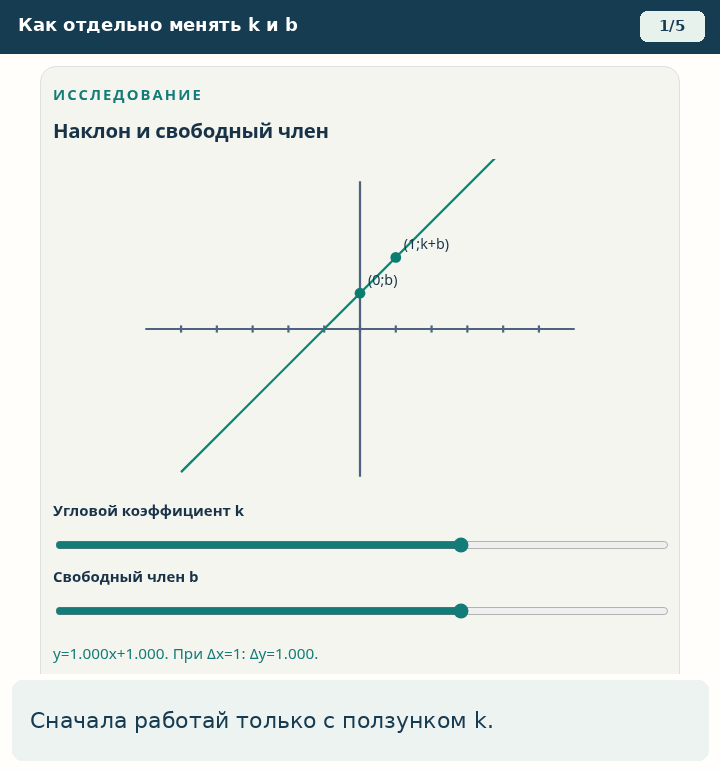 Как отдельно менять k и b
1/5
ИССЛЕДОВАНИЕ
Наклон и свободный член
(1;k+b)
(0;b)
Угловой коэффициент k
Свободный член b
y=1.000x+1.000. При Δx=1: Δy=1.000.
Сначала работай только с ползунком k.